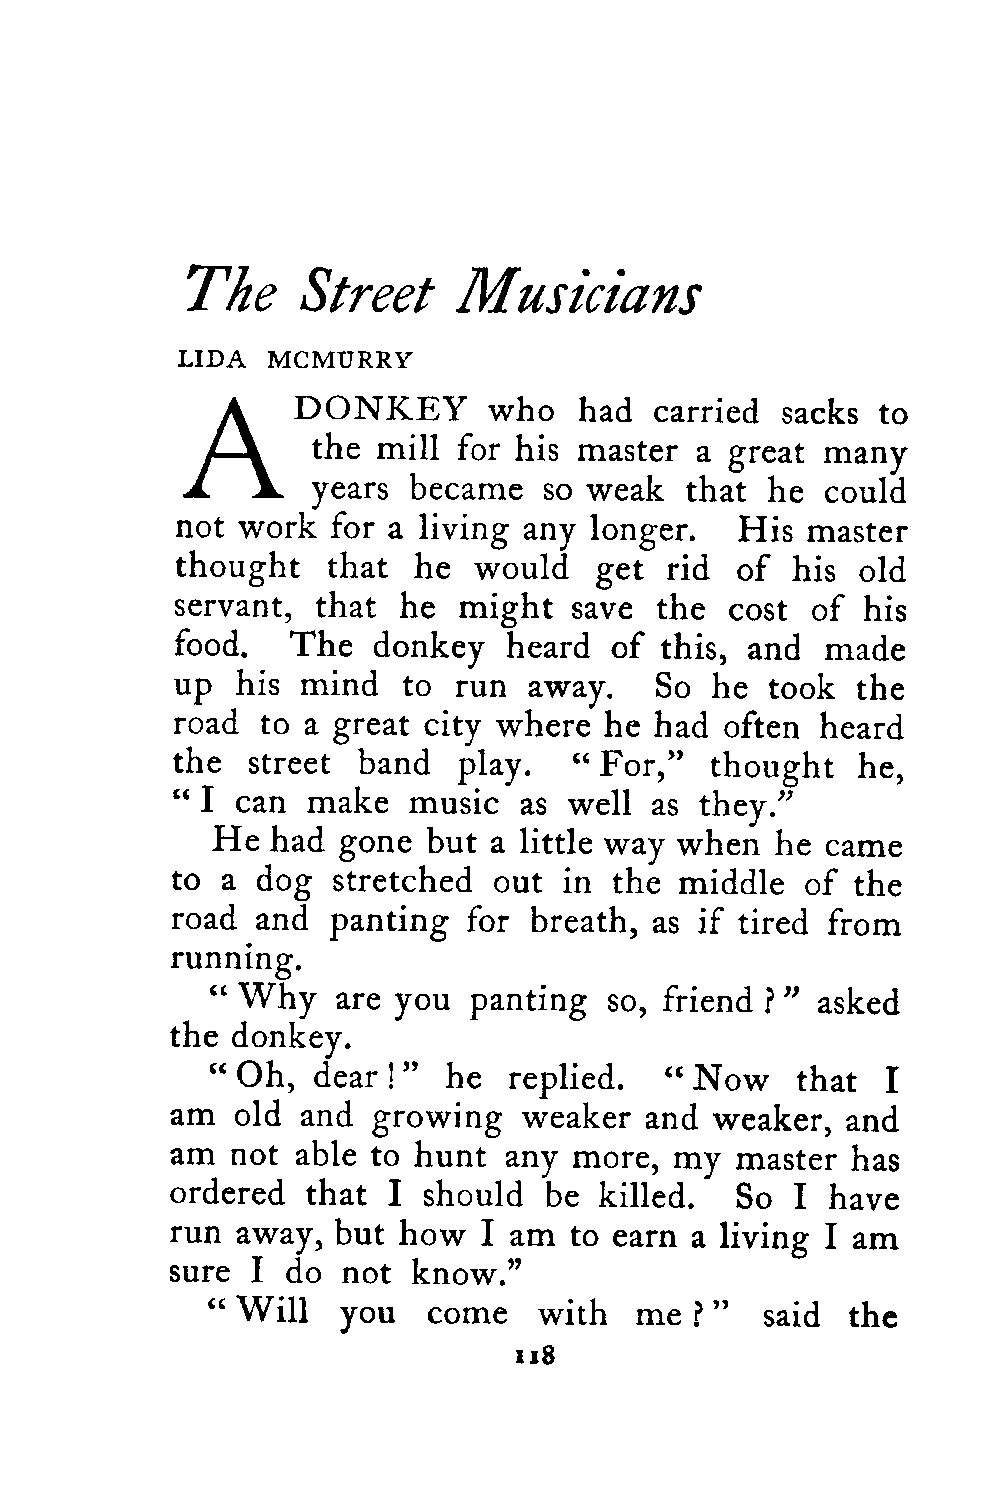 The Street Musicians
LIDA MCMURRY
A DONKEY who had carried sacks to
the mill for his master a great many
years became so weak that he could
not work for a living any longer. His master
thought that he would get rid of his old
servant, that he might save the cost of his
food. The donkey heard of this, and made
up his mind to run away. So he took the
road to a great city where he had often heard
the street band play. "For," thought he,
"I can make music as well as they."
He had gone but a little way when he came
to a dog stretched out in the middle of the
road and panting for breath, as if tired from
running.
"Why are you panting so, friend?" asked
the donkey.
"Oh, dear!" he replied. "Now that I
am old and growing weaker and weaker, and
am not able to hunt any more, my master has
ordered that I should be killed. So I have
run away, but how I am to earn a living I am
sure I do not know."
"Will you come with me?" said the
118